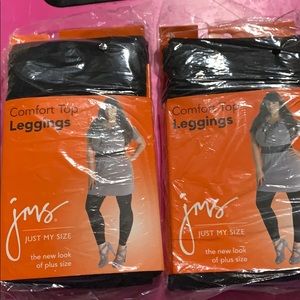 Comfort Top
Leggings
jms
JUST MY SIZE
the new look
of plus size
Comfort Top
Leggings
jms
JUST MY SIZE
the new look
of plus size